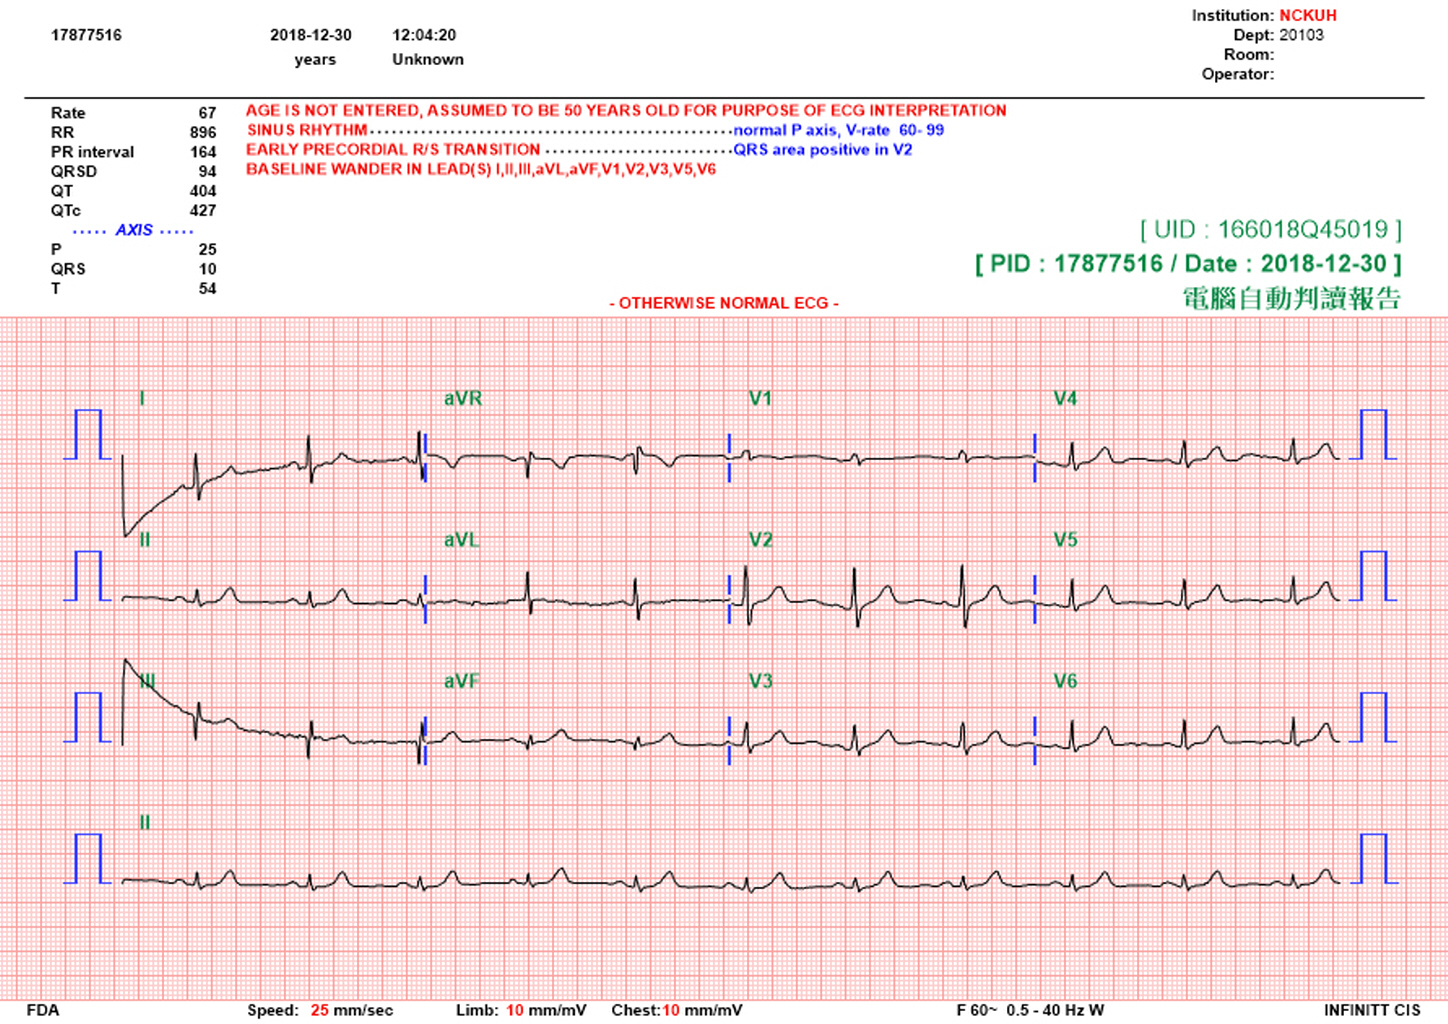 Institution: NCKUH
17877516 2018-12-30 12:04:20 Dept: 20103
Room:
years Unknown
Operator:
Rate 67 AGE IS NOT ENTERED, ASSUMED TO BE 50 YEARS OLD FOR PURPOSE OF ECG INTERPRETATION
RR 896 SINUS RHYTHM normal P axis, V-rate 60- 99
PR interval 164 EARLY PRECORDIAL R/S TRANSITION QRS area positive in V2
QRSD 94 BASELINE WANDER IN LEAD(S) I,II,III,aVL,aVF,V1,V2,V3,V5,V6
QT 404
QTc 427
AXIS
[ UID : 166018Q45019 ]
P 25
[ PID : 17877516 / Date : 2018-12-30 ]
QRS 10
T 54
電腦自動判讀報告
- OTHERWISE NORMAL ECG -
I aVR V1 V4
II aVL V2 V5
III aVF V3 V6
II
FDA Speed: 25 mm/sec Limb: 10 mm/mV Chest:10 mm/mV F 60~ 0.5 - 40 Hz W INFINITT CIS